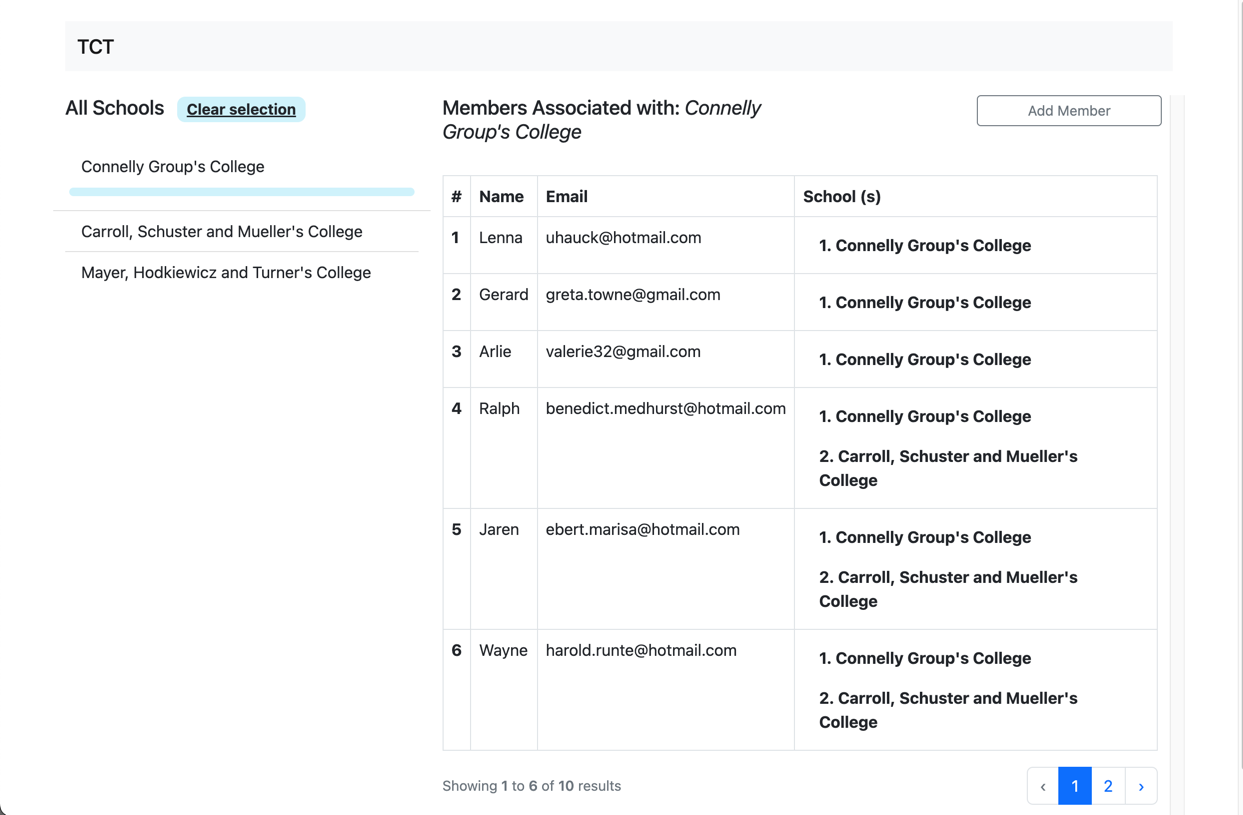 TCT
All Schools Clear selection
Connelly Group's College
Carroll, Schuster and Mueller's College
Mayer, Hodkiewicz and Turner's College
Members Associated with: Connelly
Group's College
Add Member
# Name Email School (s)
1 Lenna uhauck@hotmail.com 1. Connelly Group's College
2 Gerard greta.towne@gmail.com 1. Connelly Group's College
3 Arlie valerie32@gmail.com 1. Connelly Group's College
4 Ralph benedict.medhurst@hotmail.com 1. Connelly Group's College
2. Carroll, Schuster and Mueller's
College
5 Jaren ebert.marisa@hotmail.com 1. Connelly Group's College
2. Carroll, Schuster and Mueller's
College
6 Wayne harold.runte@hotmail.com 1. Connelly Group's College
2. Carroll, Schuster and Mueller's
College
Showing 1 to 6 of 10 results
‹ 1 2 ›